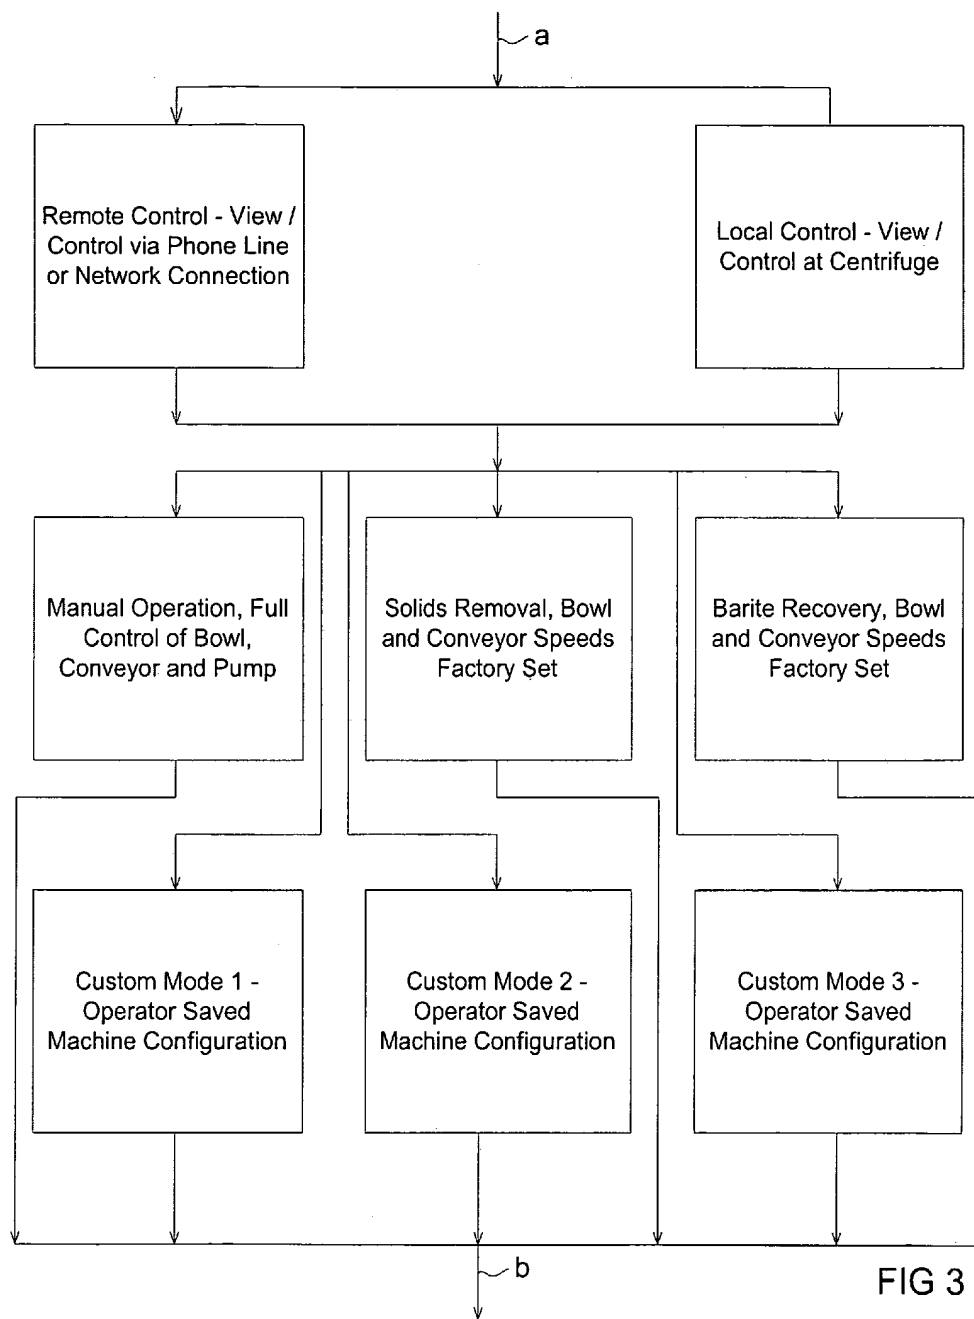 a
Remote Control - View /
Control via Phone Line
or Network Connection
Local Control - View /
Control at Centrifuge
Manual Operation, Full
Control of Bowl,
Conveyor and Pump
Solids Removal, Bowl
and Conveyor Speeds
Factory Set
Barite Recovery, Bowl
and Conveyor Speeds
Factory Set
Custom Mode 1 -
Operator Saved
Machine Configuration
Custom Mode 2 -
Operator Saved
Machine Configuration
Custom Mode 3 -
Operator Saved
Machine Configuration
b
FIG 3